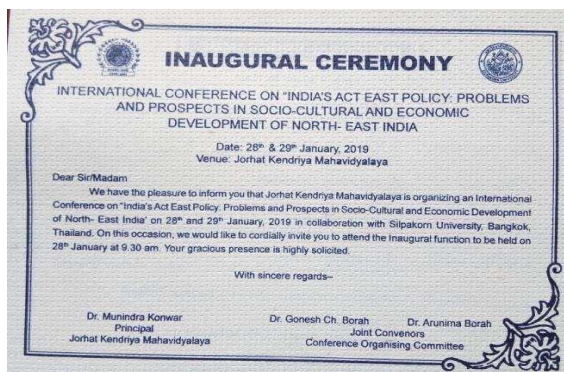 INAUGURAL CEREMONY
INTERNATIONAL CONFERENCE ON "INDIA'S ACT EAST POLICY: PROBLEMS
AND PROSPECTS IN SOCIO-CULTURAL AND ECONOMIC
DEVELOPMENT OF NORTH- EAST INDIA
Date: 28th & 29th January, 2019
Venue: Jorhat Kendriya Mahavidyalaya
Dear Sir/Madam
We have the pleasure to inform you that Jorhat Kendriya Mahavidyalaya is organizing an International
Conference on "India's Act East Policy: Problems and Prospects in Socio-Cultural and Economic Development
of North- East India' on 28th and 29th January, 2019 in collaboration with Silpakorn University, Bangkok,
Thailand. On this occasion, we would like to cordially invite you to attend the Inaugural function to be held on
28th January at 9.30 am. Your gracious presence is highly solicited.
With sincere regards–
Dr. Munindra Konwar
Principal
Jorhat Kendriya Mahavidyalaya
Dr. Gonesh Ch. Borah Dr. Arunima Borah
Joint Convenors
Conference Organising Committee